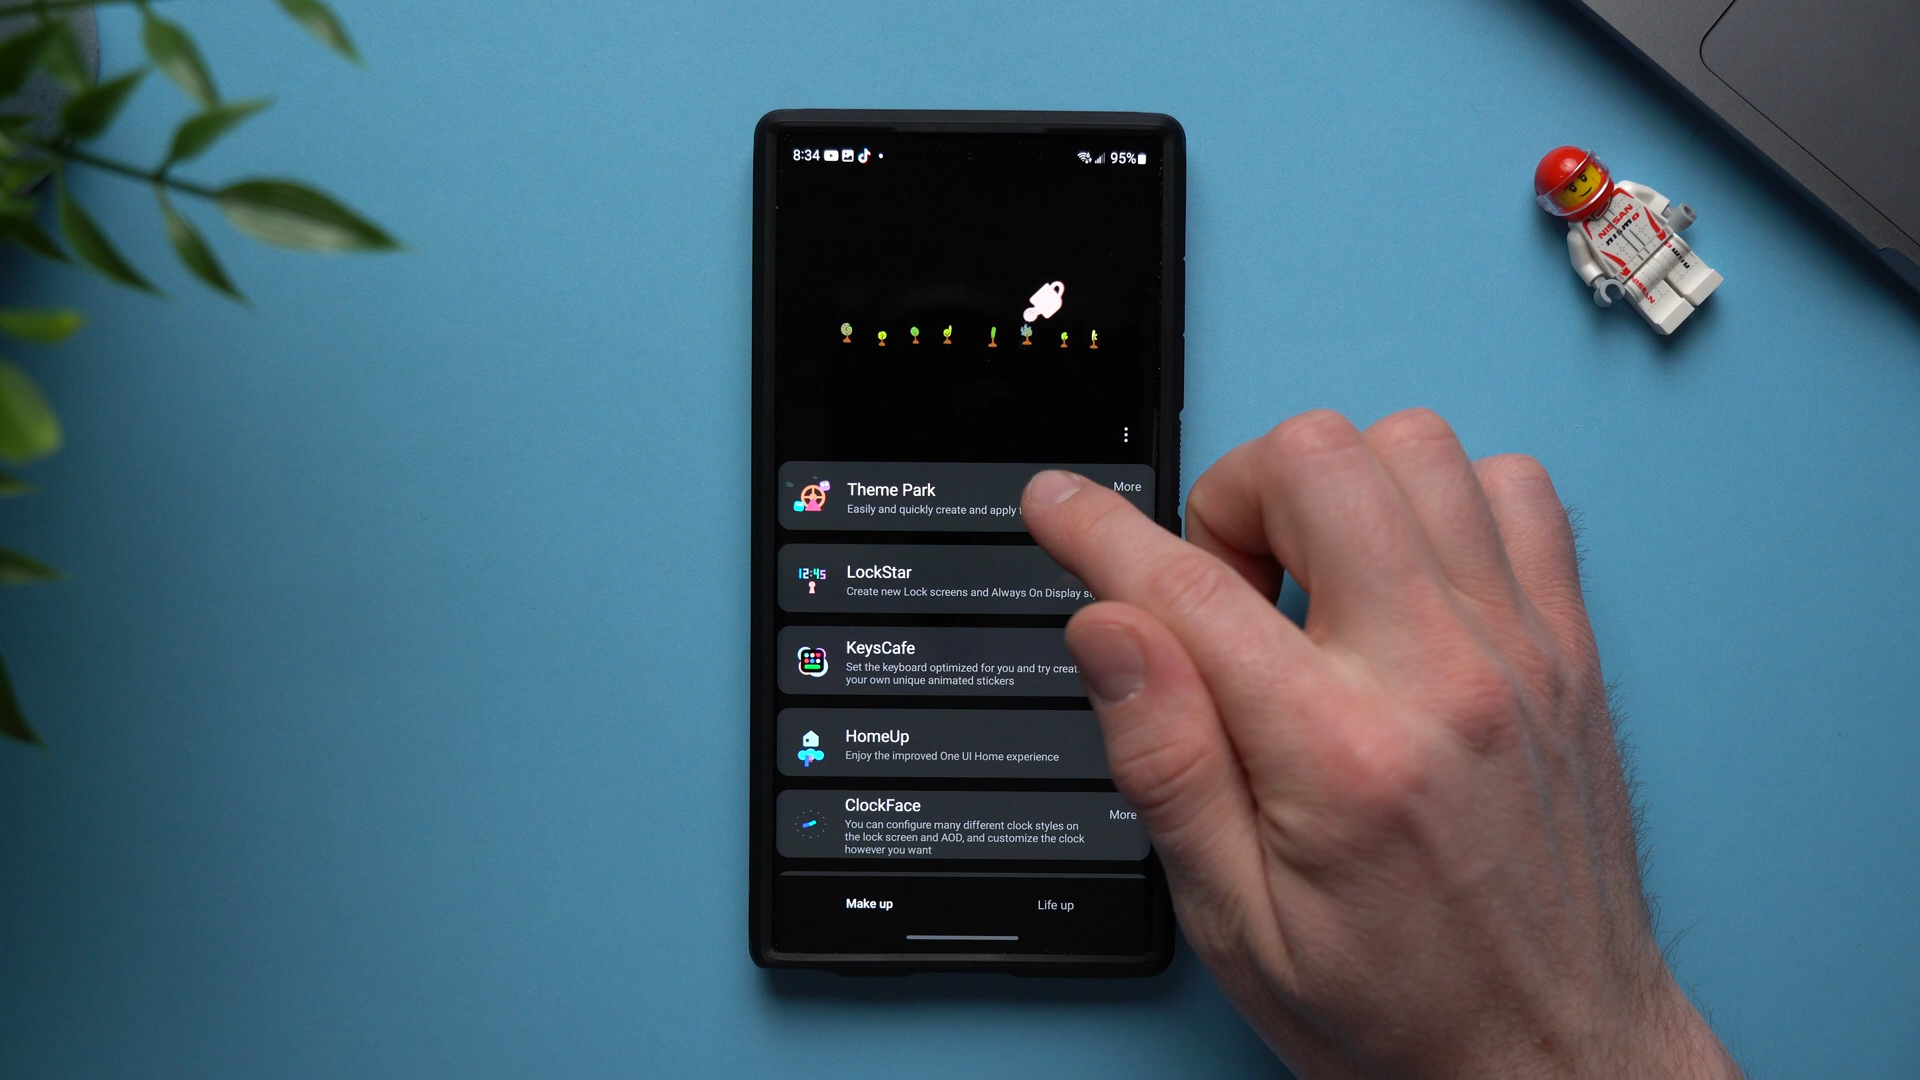 8:34
95%
More
Theme Park
Easily and quickly create and apply
12:45
LockStar
Create new Lock screens and Always On Display
KeysCafe
Set the keyboard optimized for you and try
your own unique animated stickers
HomeUp
Enjoy the improved One UI Home experience
ClockFace
More
You can configure many different clock styles on
the lock screen and AOD, and customize the clock
however you want
Make up
Life up
NISSAN
nismo
NISSAN